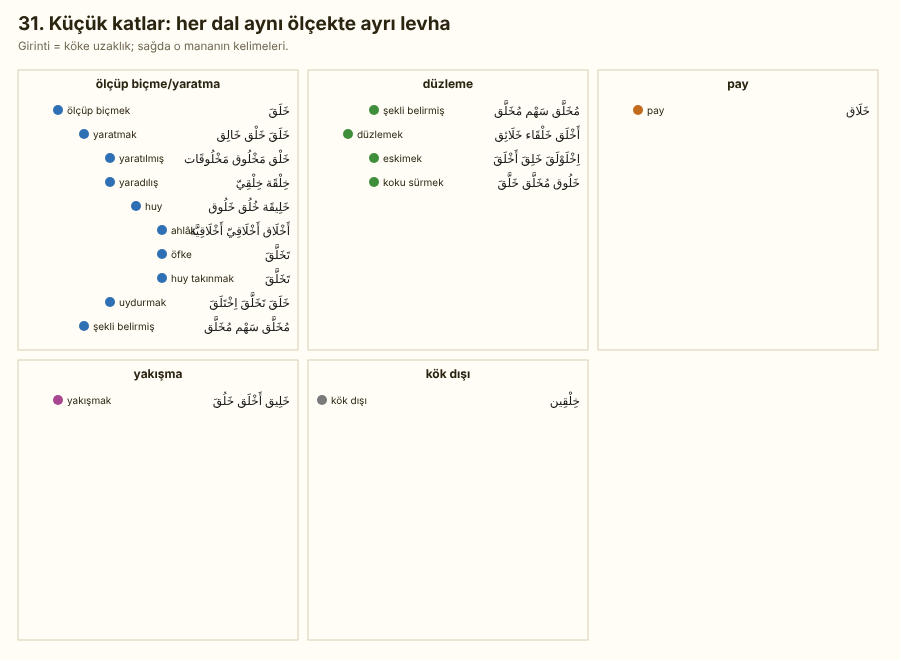 31. Küçük katlar: her dal aynı ölçekte ayrı levha
Girinti = köke uzaklık; sağda o mananın kelimeleri.
ölçüp biçme/yaratma
ölçüp biçmek خَلَقَ
yaratmak خَلَقَ خَلْق خَالِق
yaratılmış خَلْق مَخْلُوق مَخْلُوقَات
yaradılış خِلْقَة خِلْقِيّ
huy خَلِيقَة خُلُق خَلُوق
ahlâk أَخْلَاق أَخْلَاقِيّ أَخْلَاقِيَّة
öfke تَخَلَّقَ
huy takınmak تَخَلَّقَ
uydurmak خَلَقَ تَخَلَّقَ اِخْتَلَقَ
şekli belirmiş مُخَلَّق سَهْم مُخَلَّق
düzleme
şekli belirmiş مُخَلَّق سَهْم مُخَلَّق
düzlemek أَخْلَق خَلْقَاء خَلَائِق
eskimek اِخْلَوْلَقَ خَلِقَ أَخْلَقَ
koku sürmek خَلُوق مُخَلَّق خَلَّقَ
pay
pay خَلَاق
yakışma
yakışmak خَلِيق أَخْلَق خَلُقَ
kök dışı
kök dışı خِلْقِين